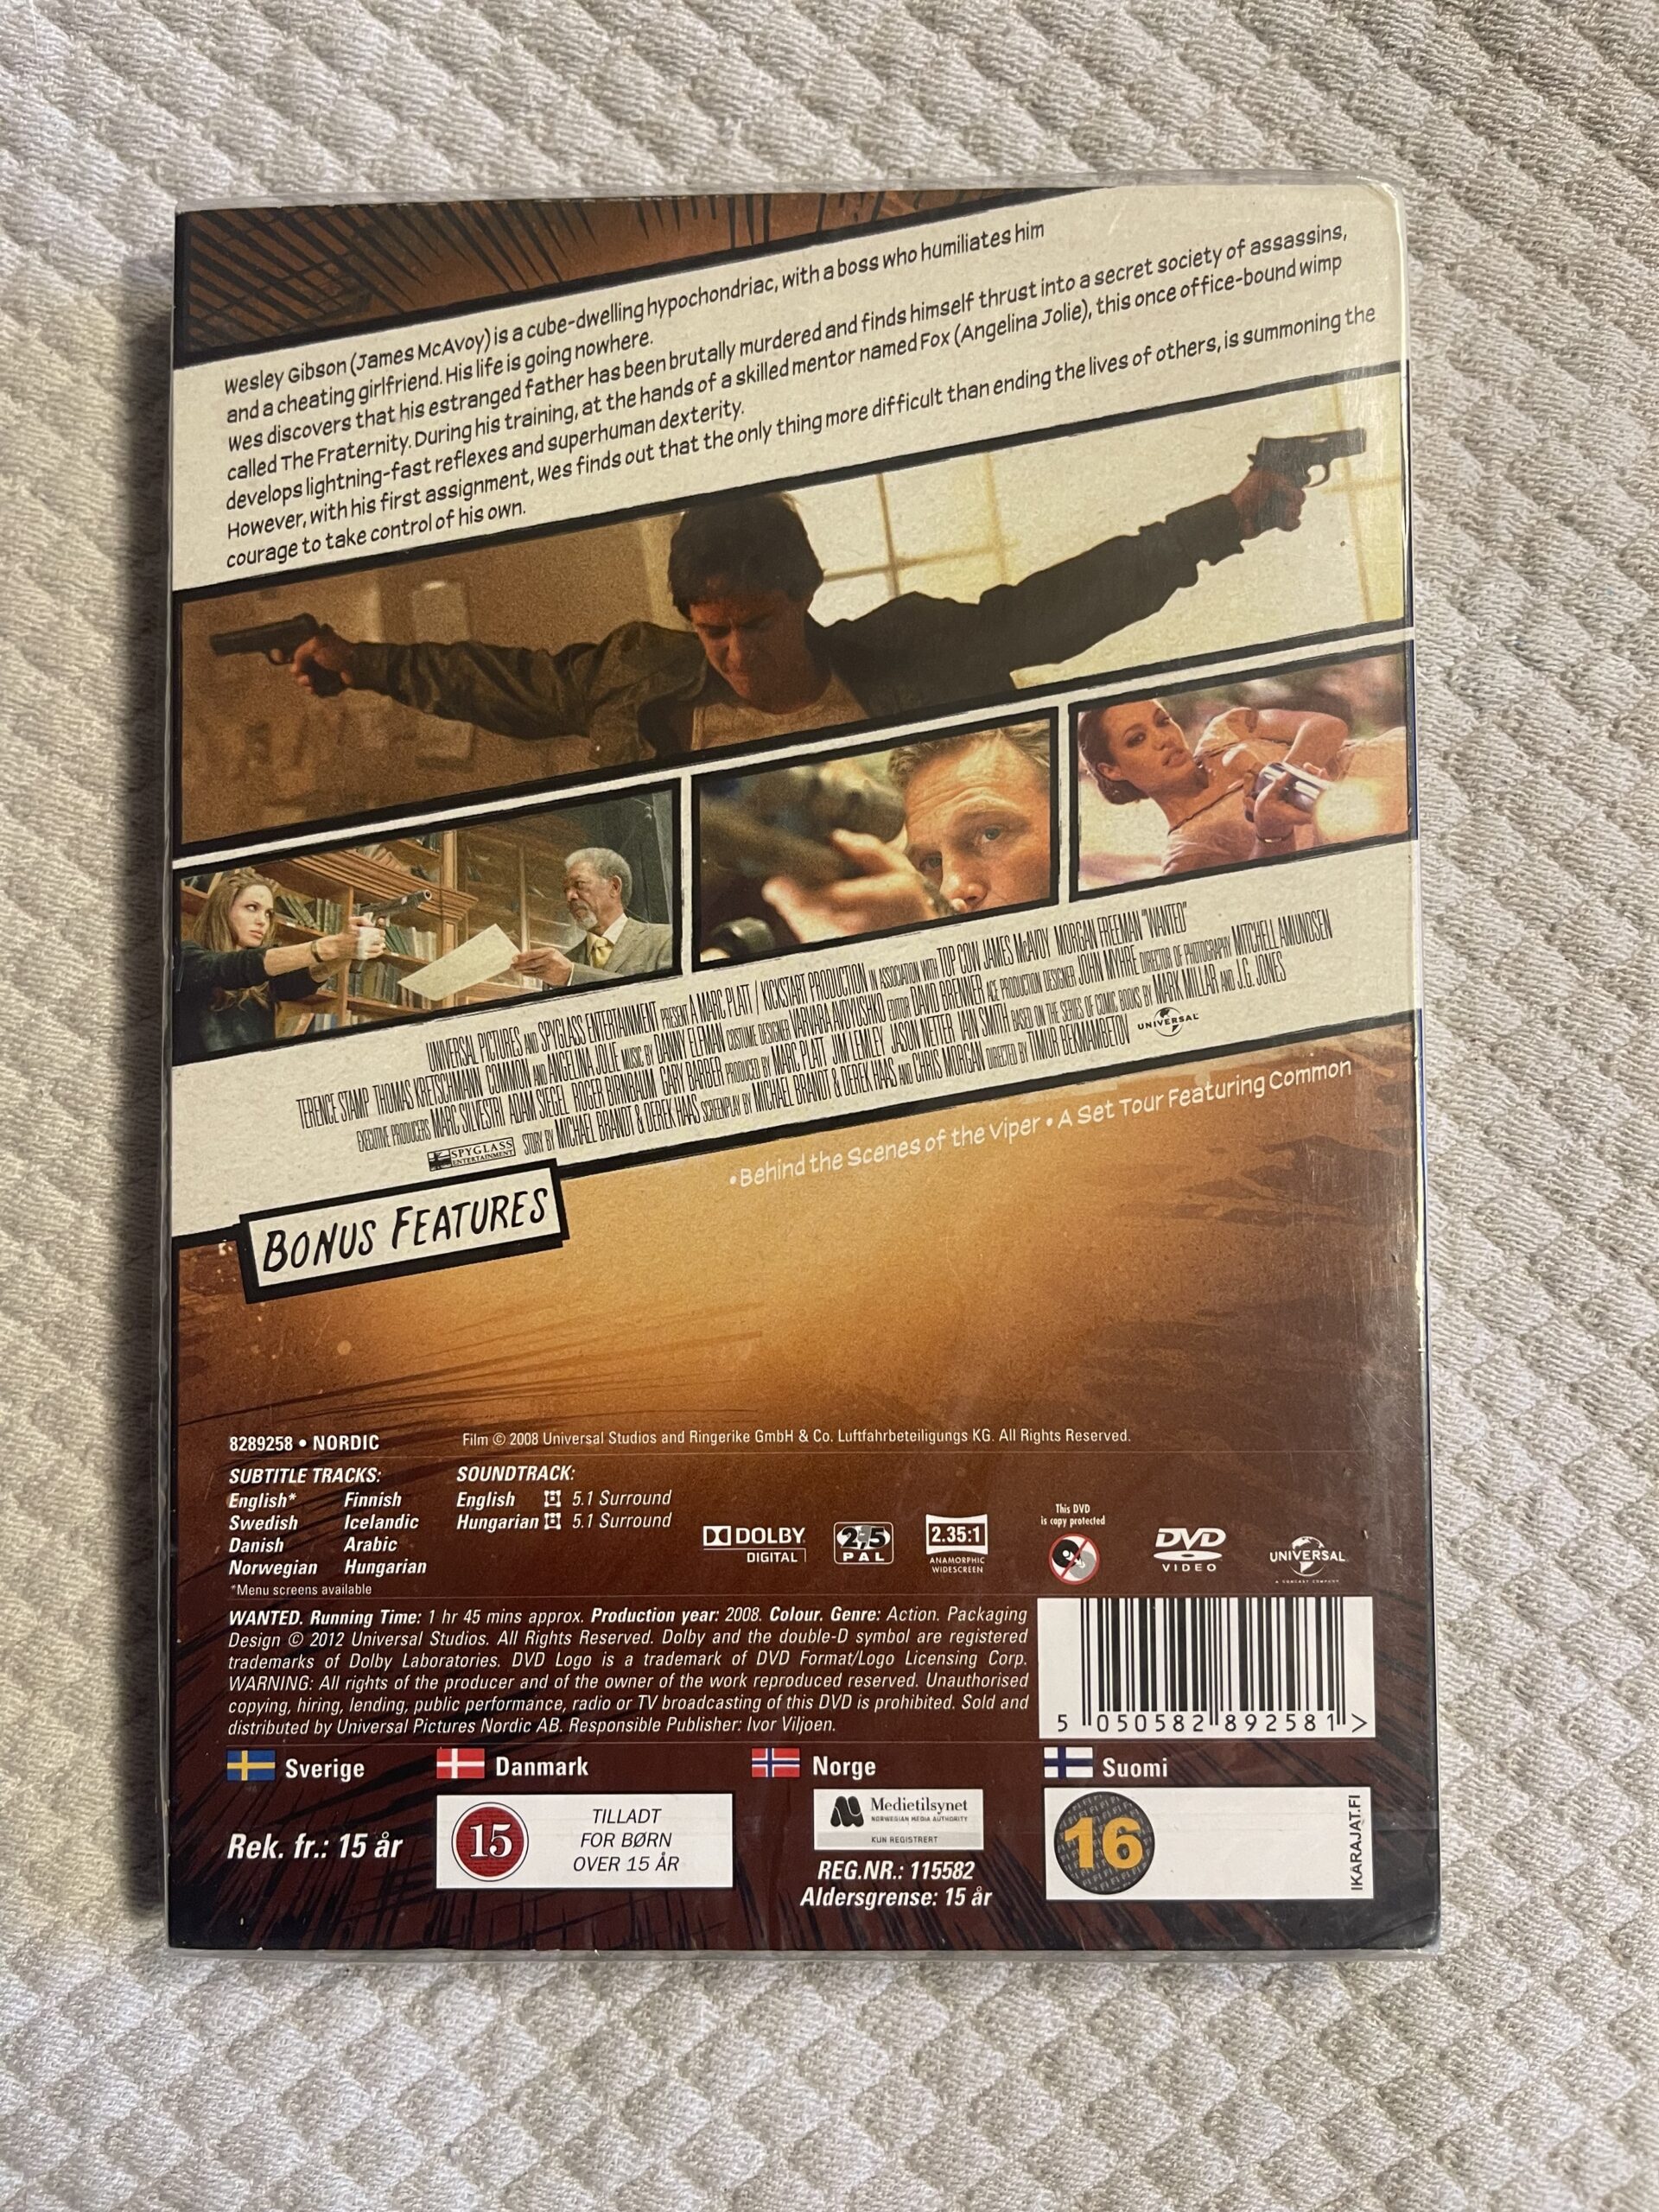 Wesley Gibson (James McAvoy) is a cube-dwelling hypochondriac, with a boss who humiliates him
and a cheating girlfriend. His life is going nowhere.
Wes discovers that his estranged father has been brutally murdered and finds himself thrust into a secret society of assassins,
called The Fraternity. During his training, at the hands of a skilled mentor named Fox (Angelina Jolie), this once office-bound wimp
develops lightning-fast reflexes and superhuman dexterity.
However, with his first assignment, Wes finds out that the only thing more difficult than ending the lives of others, is summoning the
courage to take control of his own.
UNIVERSAL PICTURES AND SPYGLASS ENTERTAINMENT PRESENT A MARC PLATT / KICKSTART PRODUCTION IN ASSOCIATION WITH TOP COW JAMES McAVOY MORGAN FREEMAN "WANTED"
TERENCE STAMP THOMAS KRETSCHMANN COMMON AND ANGELINA JOLIE MUSIC BY DANNY ELFMAN COSTUME DESIGNER VARVARA AVDYUSHKO EDITOR DAVID BRENNER ACE PRODUCTION DESIGNER JOHN MYHRE DIRECTOR OF PHOTOGRAPHY MITCHELL AMUNDSEN
EXECUTIVE PRODUCERS MARC SILVESTRI ADAM SIEGEL ROGER BIRNBAUM GARY BARBER PRODUCED BY MARC PLATT JIM LEMLEY JASON NETTER IAIN SMITH BASED ON THE SERIES OF COMIC BOOKS BY MARK MILLAR AND J.G. JONES
SPYGLASS ENTERTAINMENT STORY BY MICHAEL BRANDT & DEREK HAAS SCREENPLAY BY MICHAEL BRANDT & DEREK HAAS AND CHRIS MORGAN DIRECTED BY TIMUR BEKMAMBETOV UNIVERSAL
BONUS FEATURES
• Behind the Scenes of the Viper • A Set Tour Featuring Common
8289258 • NORDIC
Film © 2008 Universal Studios and Ringerike GmbH & Co. Luftfahrbeteiligungs KG. All Rights Reserved.
SUBTITLE TRACKS:
English* Finnish
Swedish Icelandic
Danish Arabic
Norwegian Hungarian
*Menu screens available
SOUNDTRACK:
English 5.1 Surround
Hungarian 5.1 Surround
DOLBY
DIGITAL
2,5
PAL
2.35:1
ANAMORPHIC
WIDESCREEN
This DVD
is copy protected
DVD
VIDEO
UNIVERSAL
A COMCAST COMPANY
WANTED. Running Time: 1 hr 45 mins approx. Production year: 2008. Colour. Genre: Action. Packaging
Design © 2012 Universal Studios. All Rights Reserved. Dolby and the double-D symbol are registered
trademarks of Dolby Laboratories. DVD Logo is a trademark of DVD Format/Logo Licensing Corp.
WARNING: All rights of the producer and of the owner of the work reproduced reserved. Unauthorised
copying, hiring, lending, public performance, radio or TV broadcasting of this DVD is prohibited. Sold and
distributed by Universal Pictures Nordic AB. Responsible Publisher: Ivor Viljoen.
5 050582 892581 >
Sverige
Rek. fr.: 15 år
Danmark
15
TILLADT
FOR BØRN
OVER 15 ÅR
Norge
Medietilsynet
NORWEGIAN MEDIA AUTHORITY
KUN REGISTRERT
REG.NR.: 115582
Aldersgrense: 15 år
Suomi
16
IKARAJAT.FI